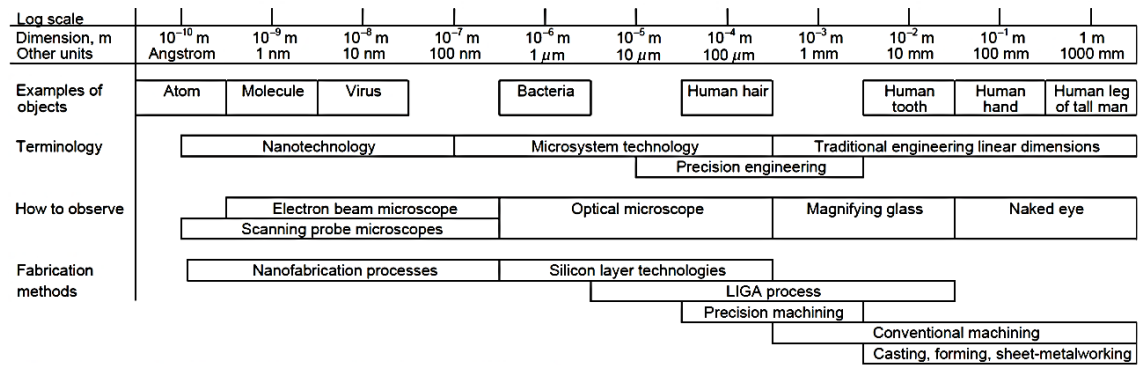 Log scale
Dimension, m 10⁻¹⁰ m 10⁻⁹ m 10⁻⁸ m 10⁻⁷ m 10⁻⁶ m 10⁻⁵ m 10⁻⁴ m 10⁻³ m 10⁻² m 10⁻¹ m 1 m
Other units Angstrom 1 nm 10 nm 100 nm 1 μm 10 μm 100 μm 1 mm 10 mm 100 mm 1000 mm
Examples of Atom Molecule Virus Bacteria Human hair Human Human Human leg
objects tooth hand of tall man
Terminology Nanotechnology Microsystem technology Traditional engineering linear dimensions
Precision engineering
How to observe Electron beam microscope Optical microscope Magnifying glass Naked eye
Scanning probe microscopes
Fabrication Nanofabrication processes Silicon layer technologies
methods LIGA process
Precision machining
Conventional machining
Casting, forming, sheet-metalworking